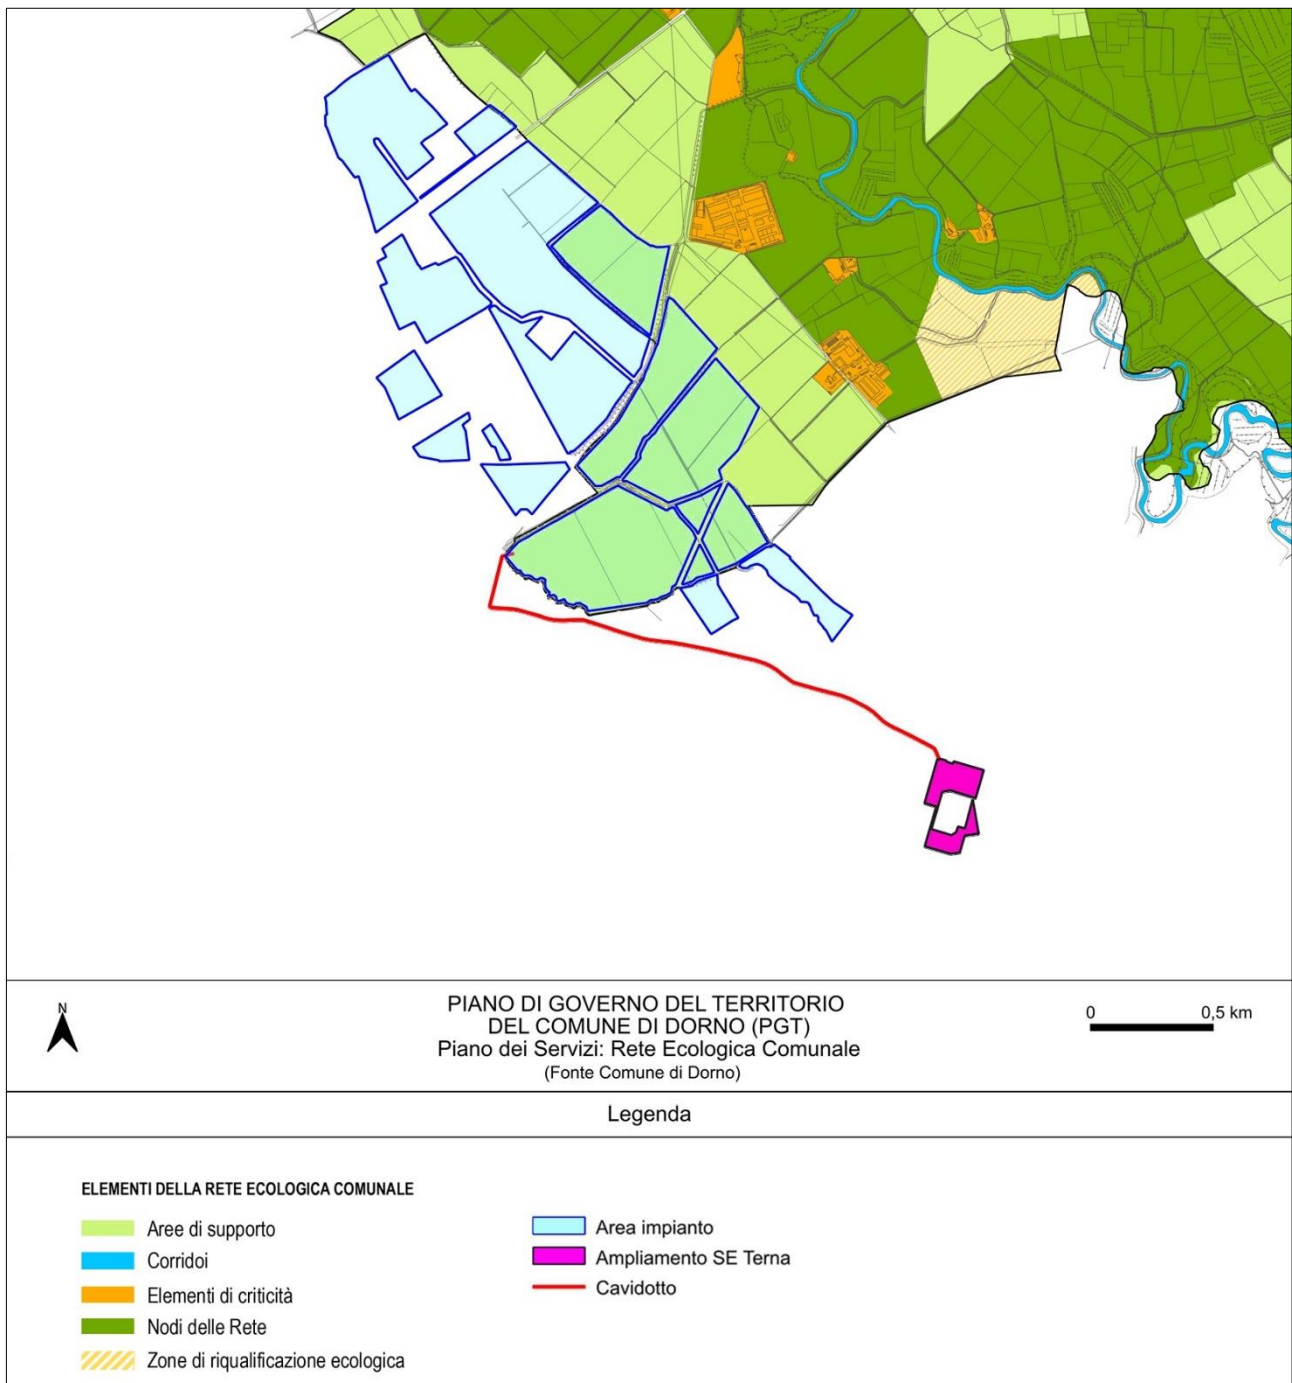 N
PIANO DI GOVERNO DEL TERRITORIO
DEL COMUNE DI DORNO (PGT)
Piano dei Servizi: Rete Ecologica Comunale
(Fonte Comune di Dorno)
0 0,5 km
Legenda
ELEMENTI DELLA RETE ECOLOGICA COMUNALE
Aree di supporto
Corridoi
Elementi di criticità
Nodi delle Rete
Zone di riqualificazione ecologica
Area impianto
Ampliamento SE Terna
Cavidotto